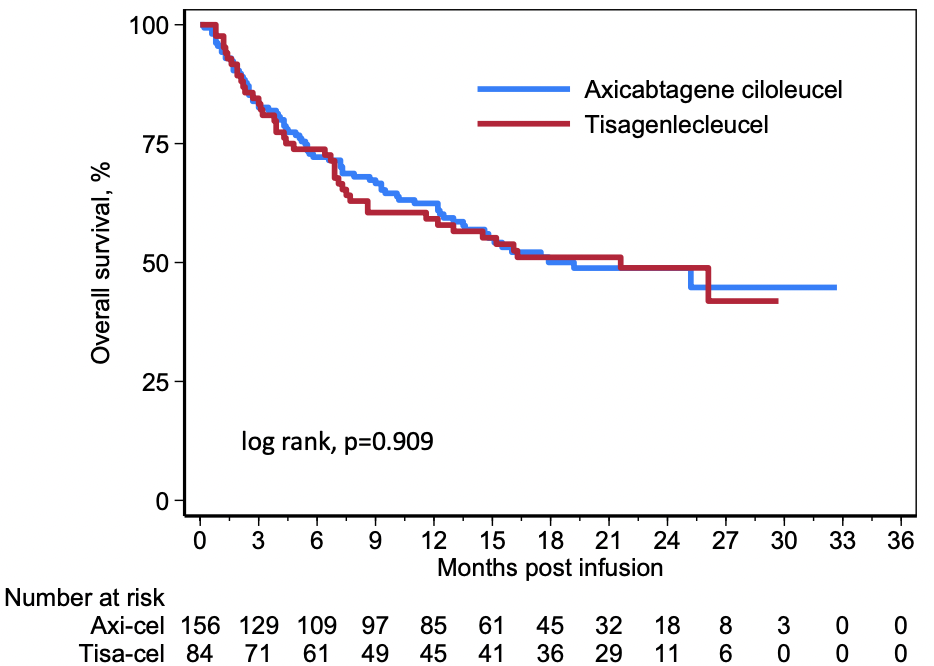 100
75
50
25
0
Overall survival, %
Axicabtagene ciloleucel
Tisagenlecleucel
log rank, p=0.909
0 3 6 9 12 15 18 21 24 27 30 33 36
Months post infusion
Number at risk
Axi-cel 156 129 109 97 85 61 45 32 18 8 3 0 0
Tisa-cel 84 71 61 49 45 41 36 29 11 6 0 0 0